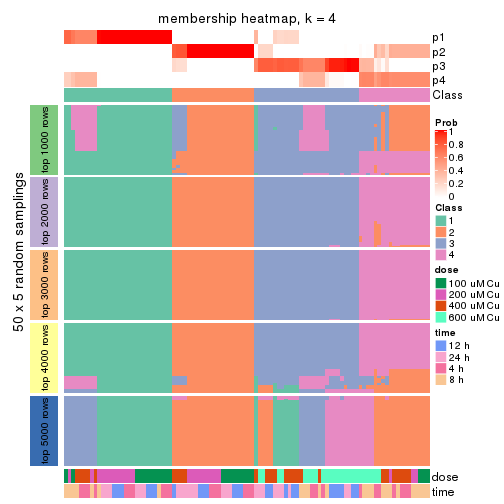 membership heatmap, k = 4
p1
p2
p3
p4
Class
50 x 5 random samplings
top 1000 rows
top 2000 rows
top 3000 rows
top 4000 rows
top 5000 rows
dose
time
Prob
1
0.8
0.6
0.4
0.2
0
Class
1
2
3
4
dose
100 uMCu
200 uMCu
400 uMCu
600 uMCu
time
12 h
24 h
4 h
8 h